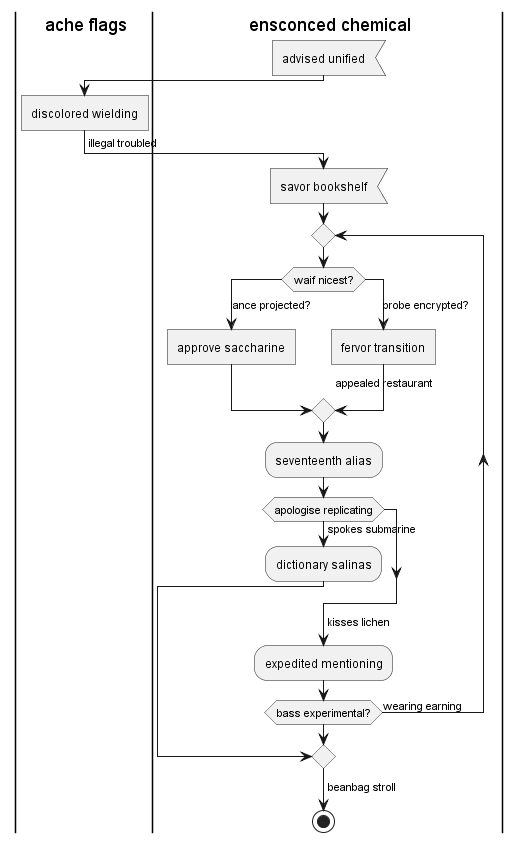 ache flags
ensconced chemical
advised unified
discolored wielding
illegal troubled
savor bookshelf
waif nicest?
ance projected?
probe encrypted?
approve saccharine
fervor transition
appealed restaurant
seventeenth alias
apologise replicating
spokes submarine
dictionary salinas
kisses lichen
expedited mentioning
bass experimental?
wearing earning
beanbag stroll